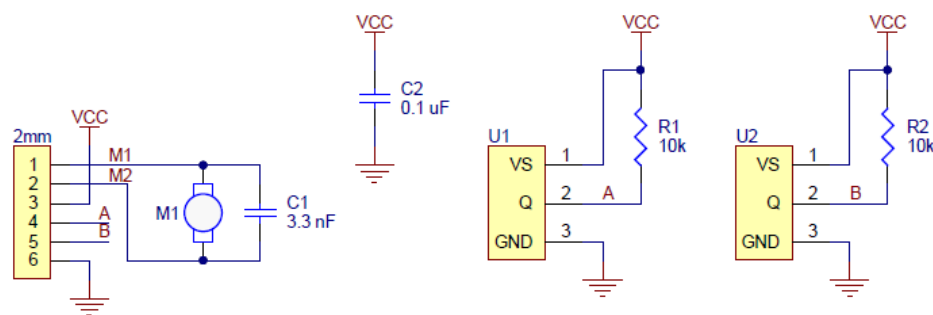 VCC
C2
0.1 uF
VCC
2mm
1
2
3
4
5
6
M1
M2
A
B
M1
C1
3.3 nF
VCC
U1
VS
Q
GND
1
2
3
A
R1
10k
VCC
U2
VS
Q
GND
1
2
3
B
R2
10k